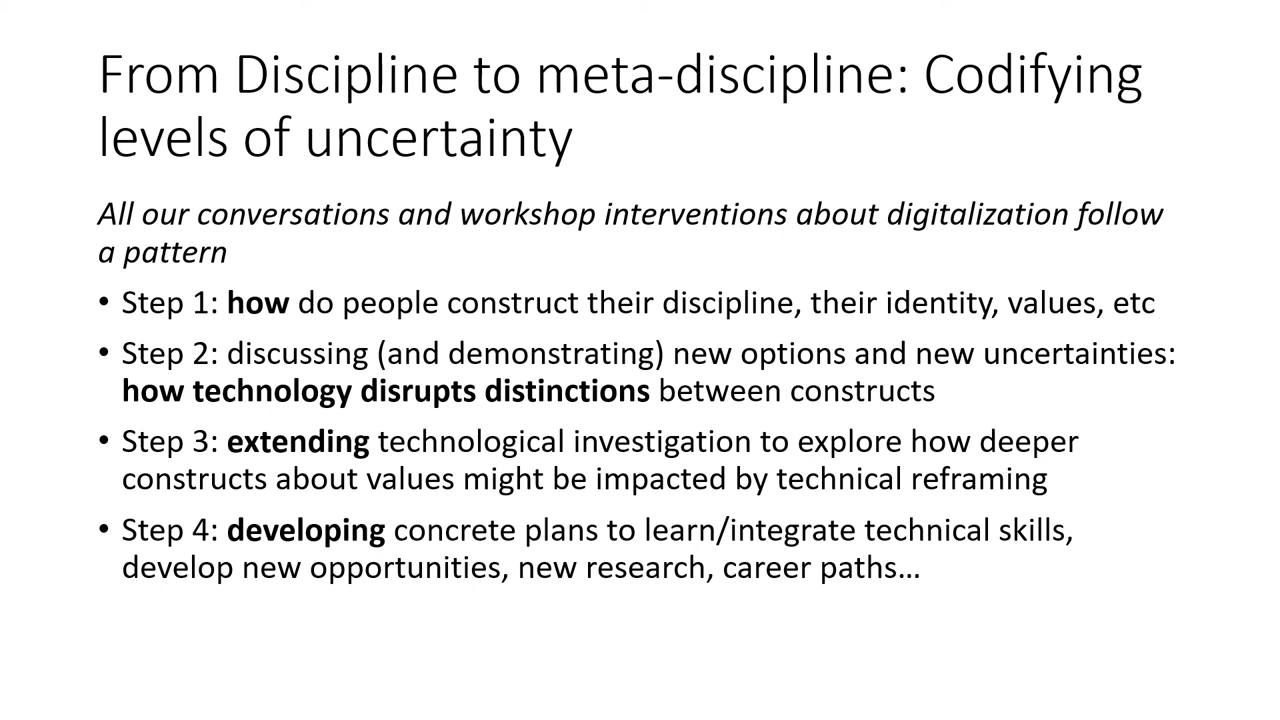 From Discipline to meta-discipline: Codifying
levels of uncertainty
All our conversations and workshop interventions about digitalization follow
a pattern
• Step 1: how do people construct their discipline, their identity, values, etc
• Step 2: discussing (and demonstrating) new options and new uncertainties:
how technology disrupts distinctions between constructs
• Step 3: extending technological investigation to explore how deeper
constructs about values might be impacted by technical reframing
• Step 4: developing concrete plans to learn/integrate technical skills,
develop new opportunities, new research, career paths…